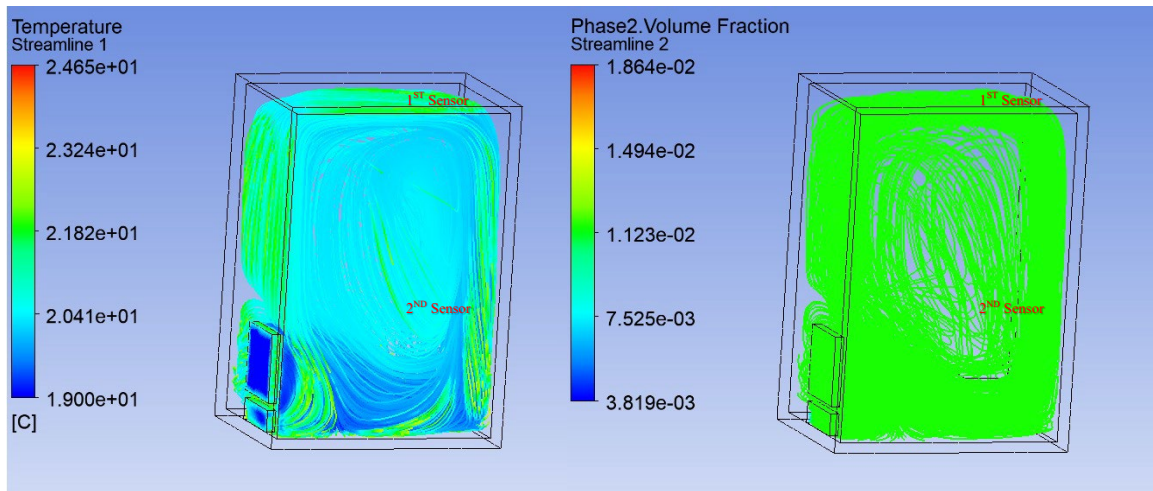 Temperature
Streamline 1
2.465e+01
2.324e+01
2.182e+01
2.041e+01
1.900e+01
[C]
1ST Sensor
2ND Sensor
Phase2.Volume Fraction
Streamline 2
1.864e-02
1.494e-02
1.123e-02
7.525e-03
3.819e-03
1ST Sensor
2ND Sensor